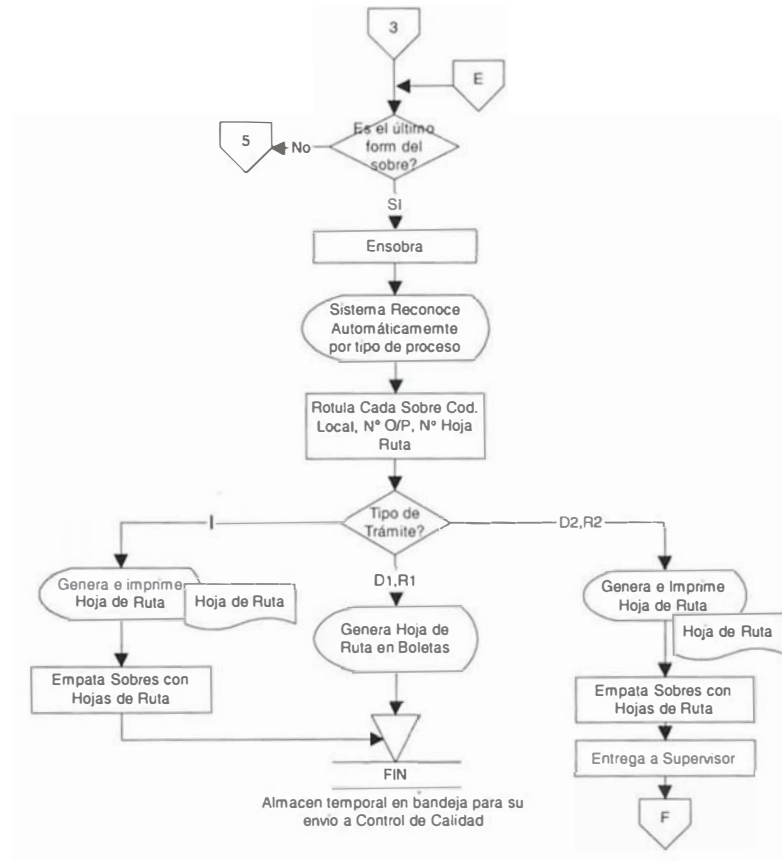 3
E
Es el último
form del
sobre?
5
No
SI
Ensobra
Sistema Reconoce
Automáticamemte
por tipo de proceso
Rotula Cada Sobre Cod.
Local, Nº O/P, Nº Hoja
Ruta
Tipo de
Trámite?
I
D2,R2
D1,R1
Genera e imprime
Hoja de Ruta
Hoja de Ruta
Genera Hoja de
Ruta en Boletas
Genera e Imprime
Hoja de Ruta
Hoja de Ruta
Empata Sobres con
Hojas de Ruta
Empata Sobres con
Hojas de Ruta
FIN
Entrega a Supervisor
Almacen temporal en bandeja para su
envio a Control de Calidad
F